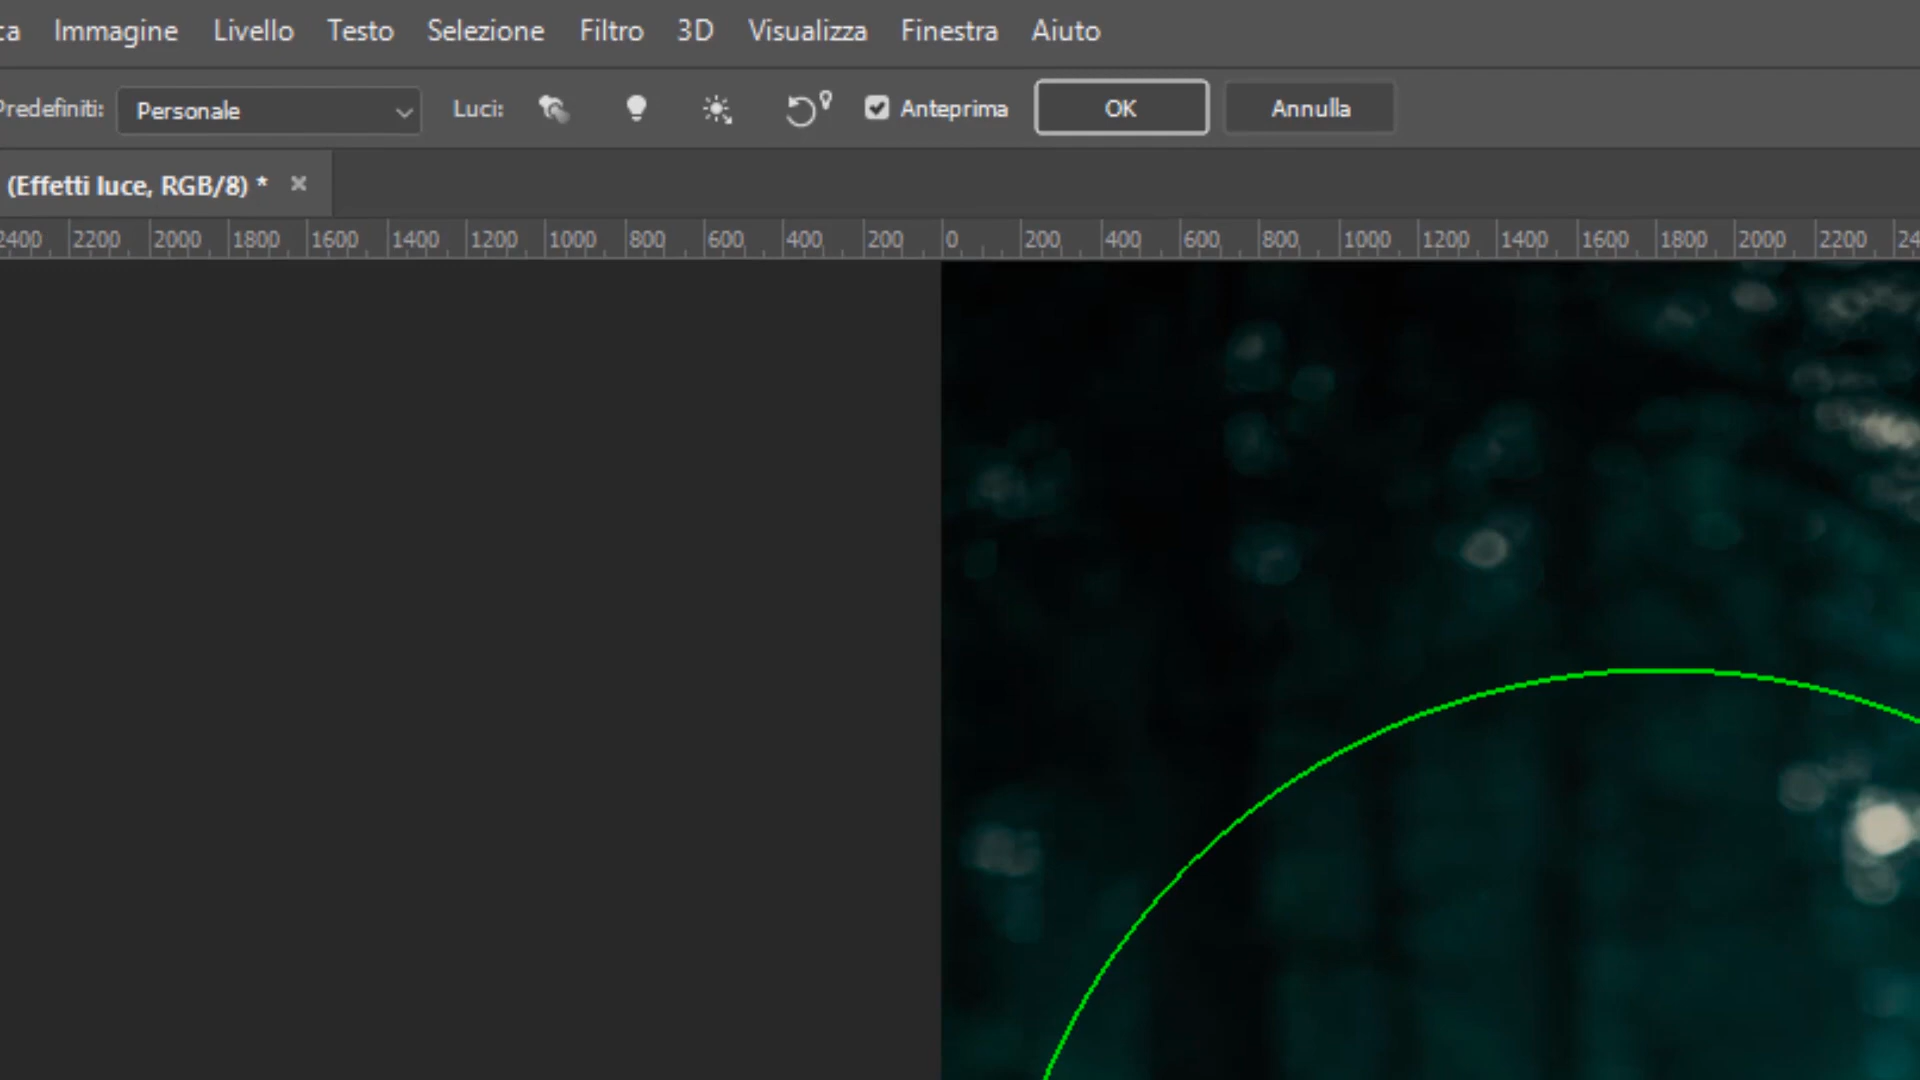 Immagine Livello Testo Selezione Filtro 3D Visualizza Finestra Aiuto
Predefiniti: Personale Luci: Anteprima OK Annulla
(Effetti luce, RGB/8) * ×
2400 2200 2000 1800 1600 1400 1200 1000 800 600 400 200 0 200 400 600 800 1000 1200 1400 1600 1800 2000 2200